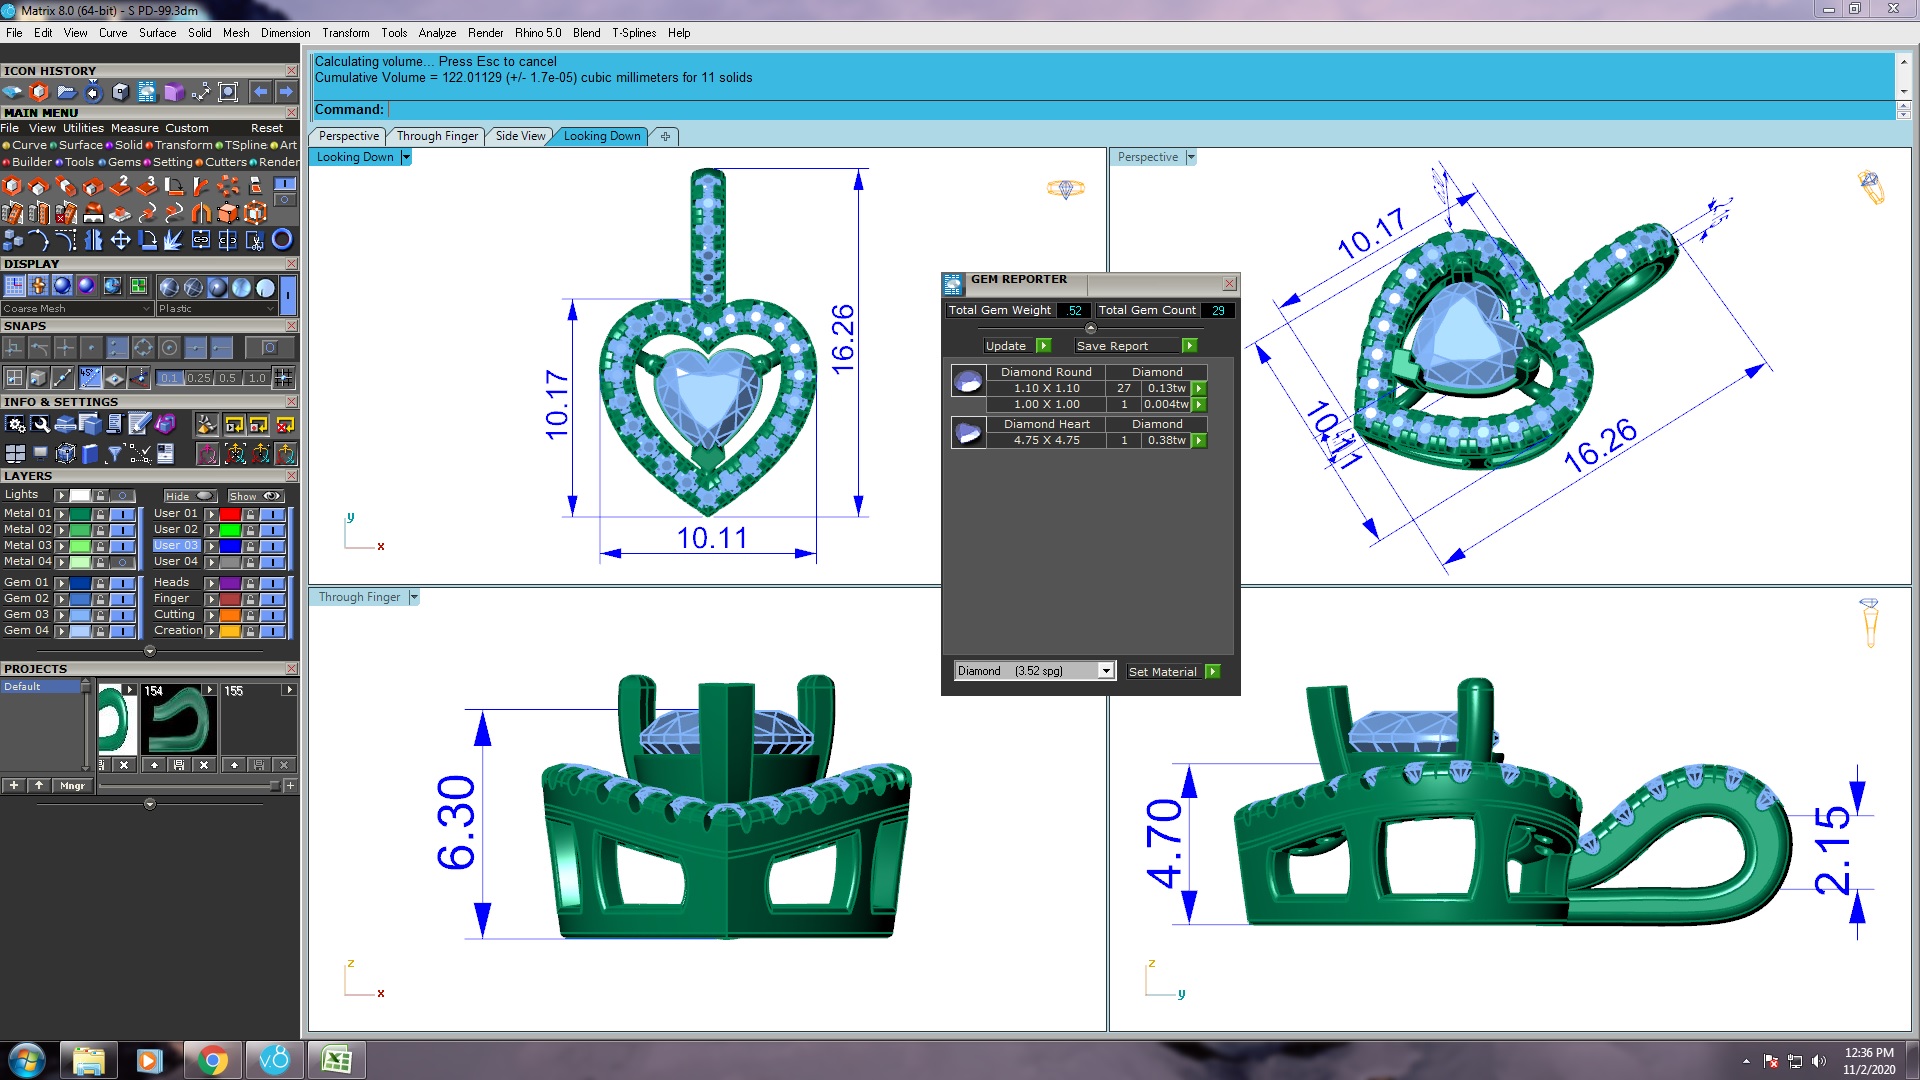 Matrix 8.0 (64-bit) - S PD-99.3dm
File Edit View Curve Surface Solid Mesh Dimension Transform Tools Analyze Render Rhino 5.0 Blend T-Splines Help
Calculating volume... Press Esc to cancel
Cumulative Volume = 122.01129 (+/- 1.7e-05) cubic millimeters for 11 solids
Command:
Perspective Through Finger Side View Looking Down
ICON HISTORY
MAIN MENU
File View Utilities Measure Custom Reset
Curve Surface Solid Transform TSpline Art
Builder Tools Gems Setting Cutters Render
DISPLAY
Coarse Mesh Plastic
SNAPS
45° 0.1 0.25 0.5 1.0
INFO & SETTINGS
LAYERS
Lights Hide Show
Metal 01 User 01
Metal 02 User 02
Metal 03 User 03
Metal 04 User 04
Gem 01 Heads
Gem 02 Finger
Gem 03 Cutting
Gem 04 Creation
PROJECTS
Default
154 155
Mngr
Looking Down
10.17
16.26
10.11
y
x
Perspective
10.17
10.11
16.26
GEM REPORTER
Total Gem Weight .52 Total Gem Count 29
Update Save Report
Diamond Round Diamond
1.10 X 1.10 27 0.13tw
1.00 X 1.00 1 0.004tw
Diamond Heart Diamond
4.75 X 4.75 1 0.38tw
Diamond (3.52 spg) Set Material
Through Finger
6.30
z
x
4.70
2.15
z
y
v8
12:36 PM
11/2/2020